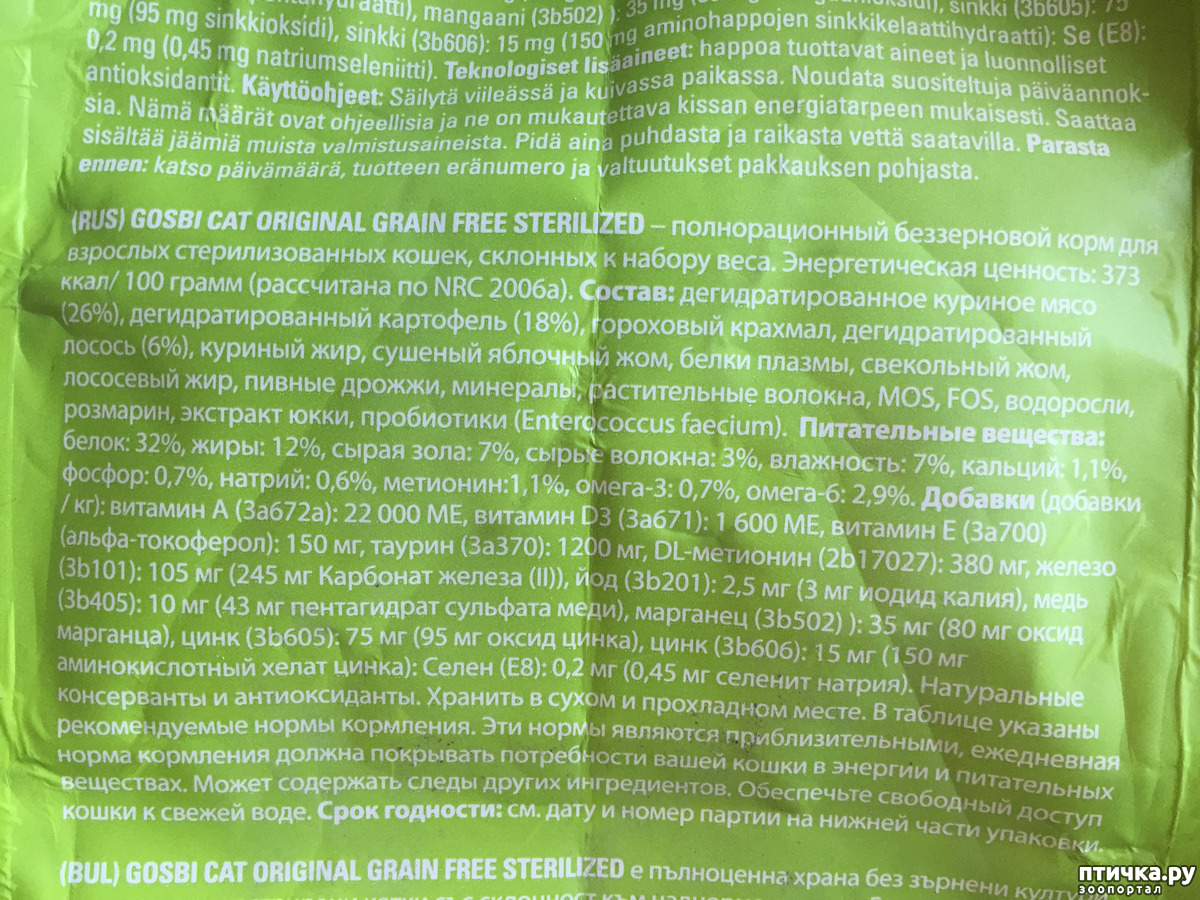 mg (95 mg sinkkioksidi), sinkki (3b606): 15 mg (150 mg aminohappojen sinkkikelaattihydraatti): Se (E8):
0,2 mg (0,45 mg natriumseleniitti). Teknologiset lisäaineet: happoa tuottavat aineet ja luonnolliset
antioksidantit. Käyttöohjeet: Säilytä viileässä ja kuivassa paikassa. Noudata suositeltuja päiväannok-
sia. Nämä määrät ovat ohjeellisia ja ne on mukautettava kissan energiatarpeen mukaisesti. Saattaa
sisältää jäämiä muista valmistusaineista. Pidä aina puhdasta ja raikasta vettä saatavilla. Parasta
ennen: katso päivämäärä, tuotteen eränumero ja valtuutukset pakkauksen pohjasta.
(RUS) GOSBI CAT ORIGINAL GRAIN FREE STERILIZED – полнорационный беззерновой корм для
взрослых стерилизованных кошек, склонных к набору веса. Энергетическая ценность: 373
ккал/ 100 грамм (рассчитана по NRC 2006a). Состав: дегидратированное куриное мясо
(26%), дегидратированный картофель (18%), гороховый крахмал, дегидратированный
лосось (6%), куриный жир, сушеный яблочный жом, белки плазмы, свекольный жом,
лососевый жир, пивные дрожжи, минералы, растительные волокна, MOS, FOS, водоросли,
розмарин, экстракт юкки, пробиотики (Enterococcus faecium). Питательные вещества:
белок: 32%, жиры: 12%, сырая зола: 7%, сырые волокна: 3%, влажность: 7%, кальций: 1,1%,
фосфор: 0,7%, натрий: 0,6%, метионин:1,1%, омега-3: 0,7%, омега-6: 2,9%. Добавки (добавки
/ кг): витамин А (3a672a): 22 000 МЕ, витамин D3 (3a671): 1 600 МЕ, витамин Е (3a700)
(альфа-токоферол): 150 мг, таурин (3a370): 1200 мг, DL-метионин (2b17027): 380 мг, железо
(3b101): 105 мг (245 мг Карбонат железа (II)), йод (3b201): 2,5 мг (3 мг иодид калия), медь
(3b405): 10 мг (43 мг пентагидрат сульфата меди), марганец (3b502) ): 35 мг (80 мг оксид
марганца), цинк (3b605): 75 мг (95 мг оксид цинка), цинк (3b606): 15 мг (150 мг
аминокислотный хелат цинка): Селен (E8): 0,2 мг (0,45 мг селенит натрия). Натуральные
консерванты и антиоксиданты. Хранить в сухом и прохладном месте. В таблице указаны
рекомендуемые нормы кормления. Эти нормы являются приблизительными, ежедневная
норма кормления должна покрывать потребности вашей кошки в энергии и питательных
веществах. Может содержать следы других ингредиентов. Обеспечьте свободный доступ
кошки к свежей воде. Срок годности: см. дату и номер партии на нижней части упаковки.
(BUL) GOSBI CAT ORIGINAL GRAIN FREE STERILIZED е пълноценна храна без зърнени култури
птичка.ру
зоопортал